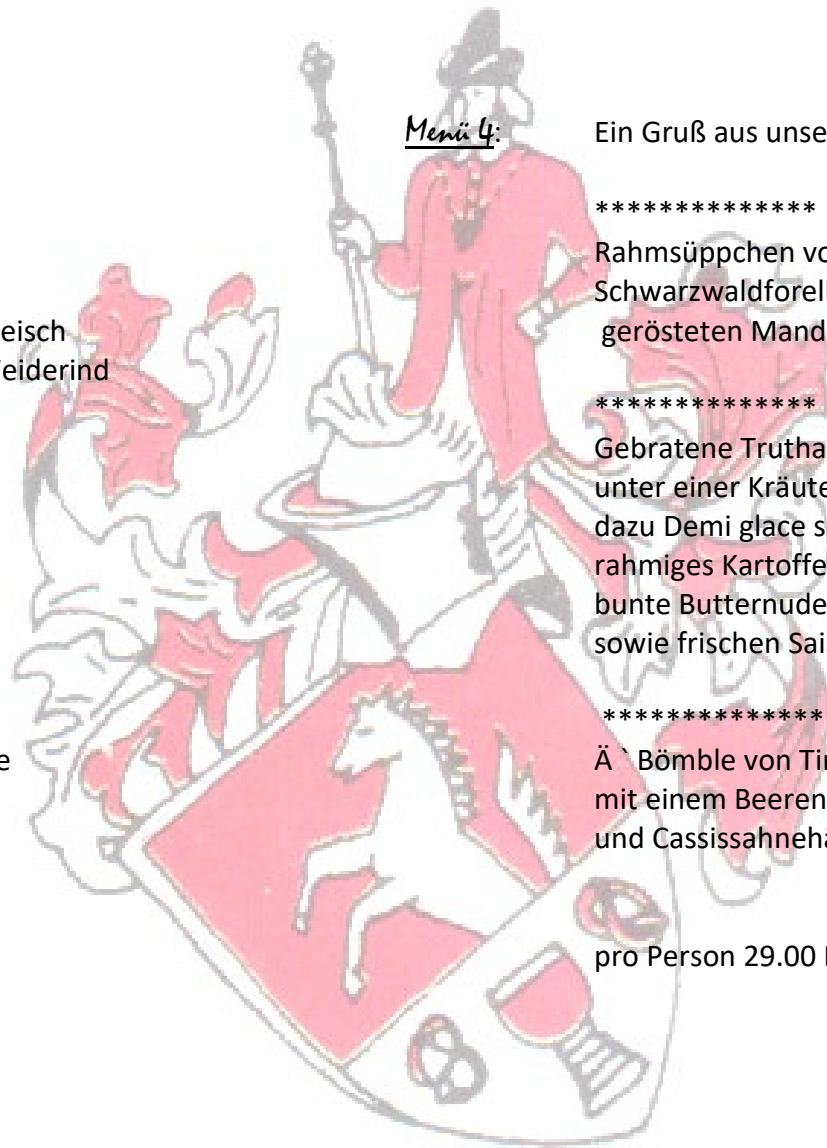 eisch
eiderind
e
Menü 4:
Ein Gruß aus unse
**************
Rahmsüppchen vo
Schwarzwaldforell
gerösteten Mand
**************
Gebratene Trutha
unter einer Kräute
dazu Demi glace s
rahmiges Kartoffe
bunte Butternude
sowie frischen Sai
**************
Ä ` Bömble von Ti
mit einem Beeren
und Cassissahneh
pro Person 29.00